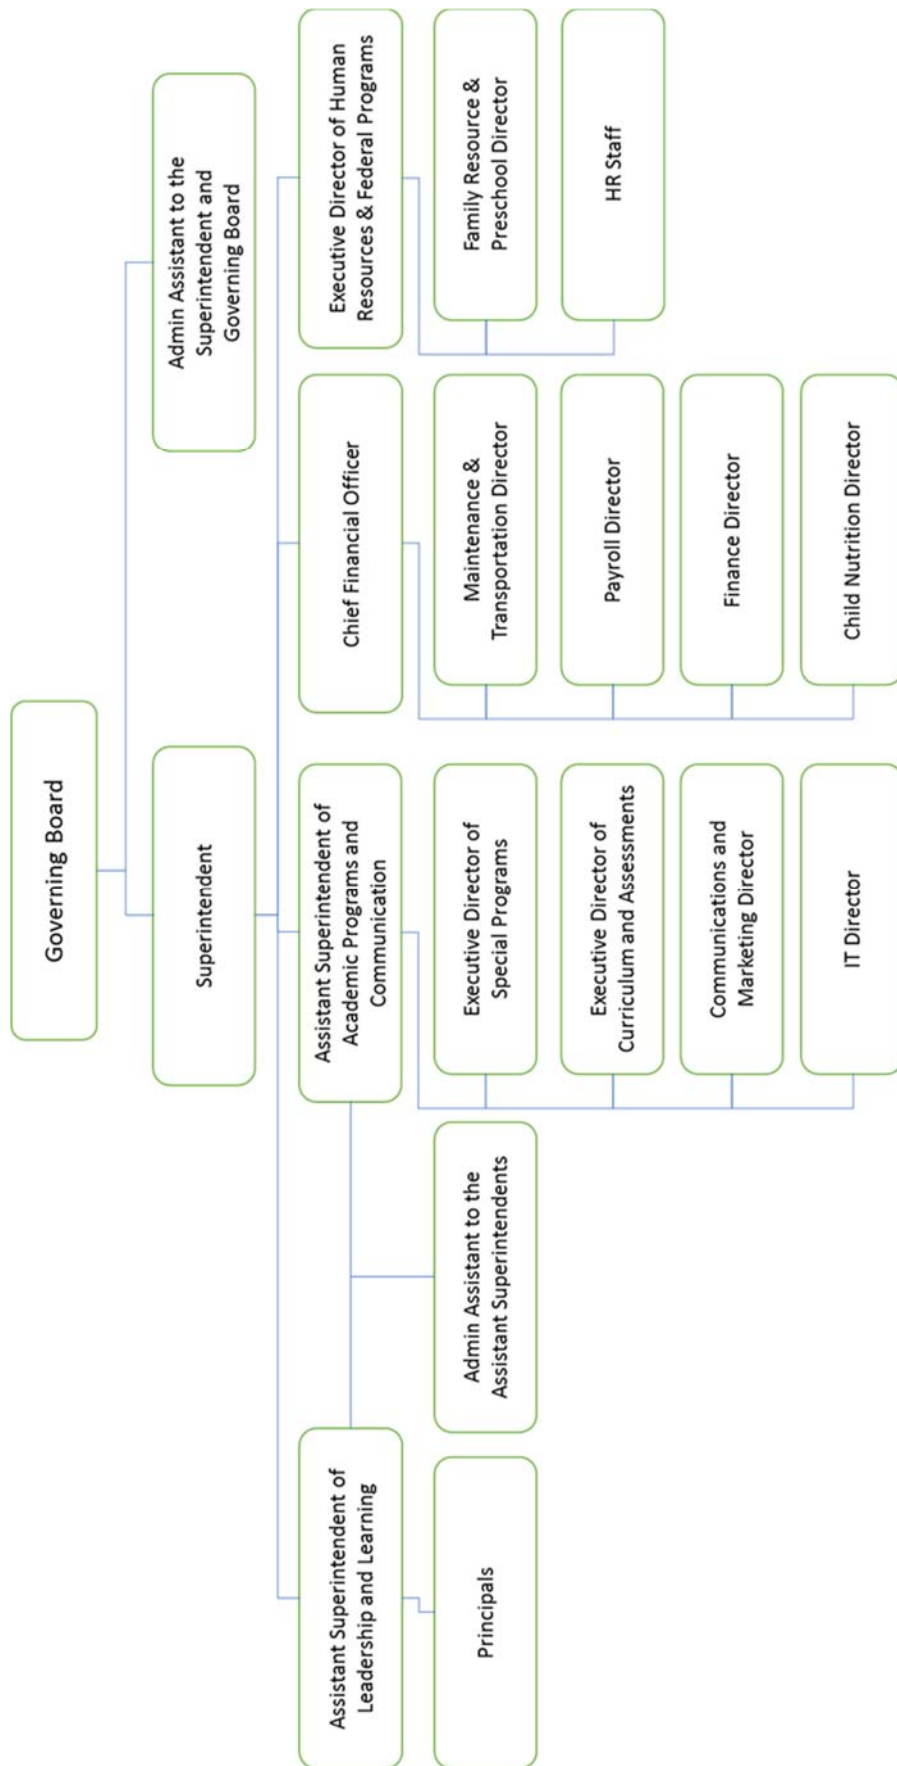 Governing Board
Superintendent
Admin Assistant to the
Superintendent and
Governing Board
Assistant Superintendent of
Leadership and Learning
Assistant Superintendent of
Academic Programs and
Communication
Chief Financial Officer
Executive Director of Human
Resources & Federal Programs
Principals
Admin Assistant to the
Assistant Superintendents
Executive Director of
Special Programs
Executive Director of
Curriculum and Assessments
Communications and
Marketing Director
IT Director
Maintenance &
Transportation Director
Payroll Director
Finance Director
Child Nutrition Director
Family Resource &
Preschool Director
HR Staff